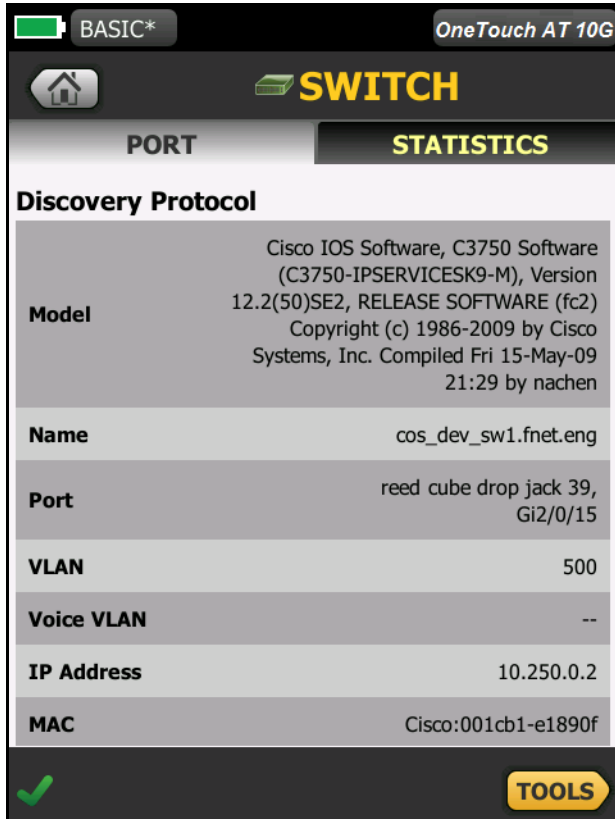 BASIC*
OneTouch AT 10G
SWITCH
PORT
STATISTICS
Discovery Protocol
Model
Cisco IOS Software, C3750 Software
(C3750-IPSERVICESK9-M), Version
12.2(50)SE2, RELEASE SOFTWARE (fc2)
Copyright (c) 1986-2009 by Cisco
Systems, Inc. Compiled Fri 15-May-09
21:29 by nachen
Name
cos_dev_sw1.fnet.eng
Port
reed cube drop jack 39,
Gi2/0/15
VLAN
500
Voice VLAN
--
IP Address
10.250.0.2
MAC
Cisco:001cb1-e1890f
TOOLS